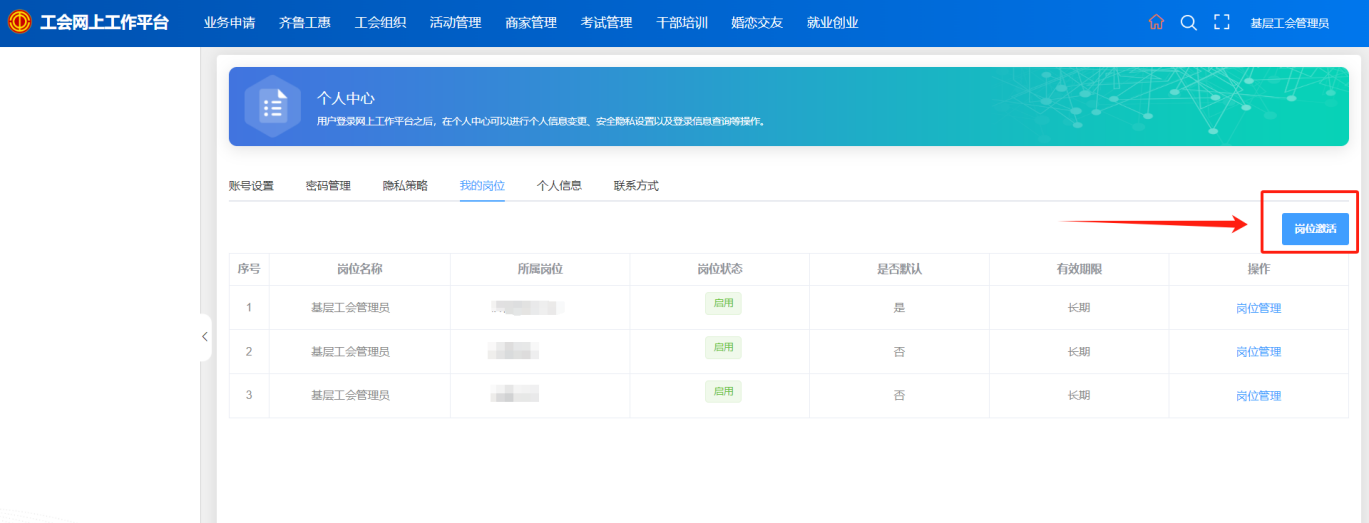 工会网上工作平台 业务申请 齐鲁工惠 工会组织 活动管理 商家管理 考试管理 干部培训 婚恋交友 就业创业 基层工会管理员
个人中心
用户登录网上工作平台之后，在个人中心可以进行个人信息变更、安全隐私设置以及登录信息查询等操作。
账号设置 密码管理 隐私策略 我的岗位 个人信息 联系方式
岗位激活
序号 岗位名称 所属岗位 岗位状态 是否默认 有效期限 操作
1 基层工会管理员 启用 是 长期 岗位管理
2 基层工会管理员 启用 否 长期 岗位管理
3 基层工会管理员 启用 否 长期 岗位管理